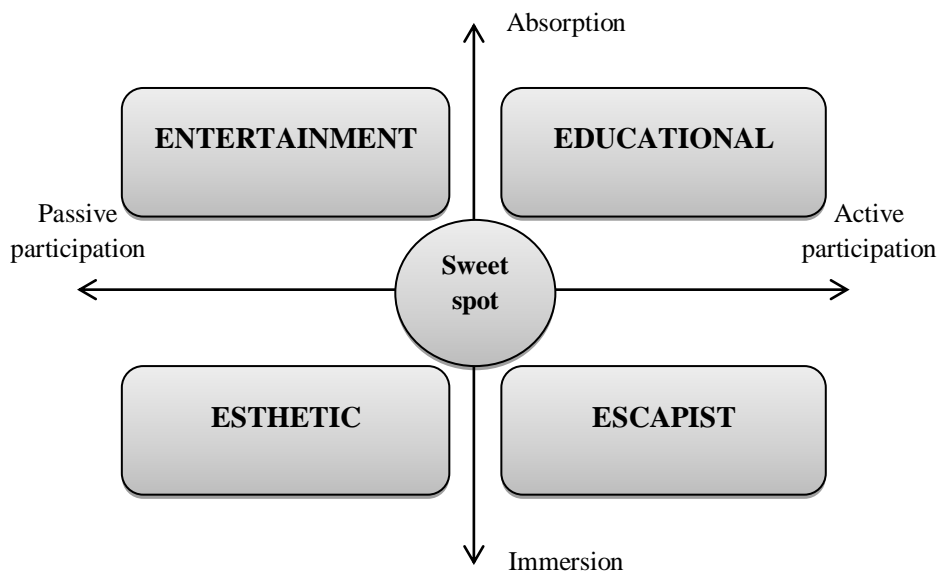 Absorption
ENTERTAINMENT
EDUCATIONAL
Passive
participation
Active
participation
Sweet
spot
ESTHETIC
ESCAPIST
Immersion